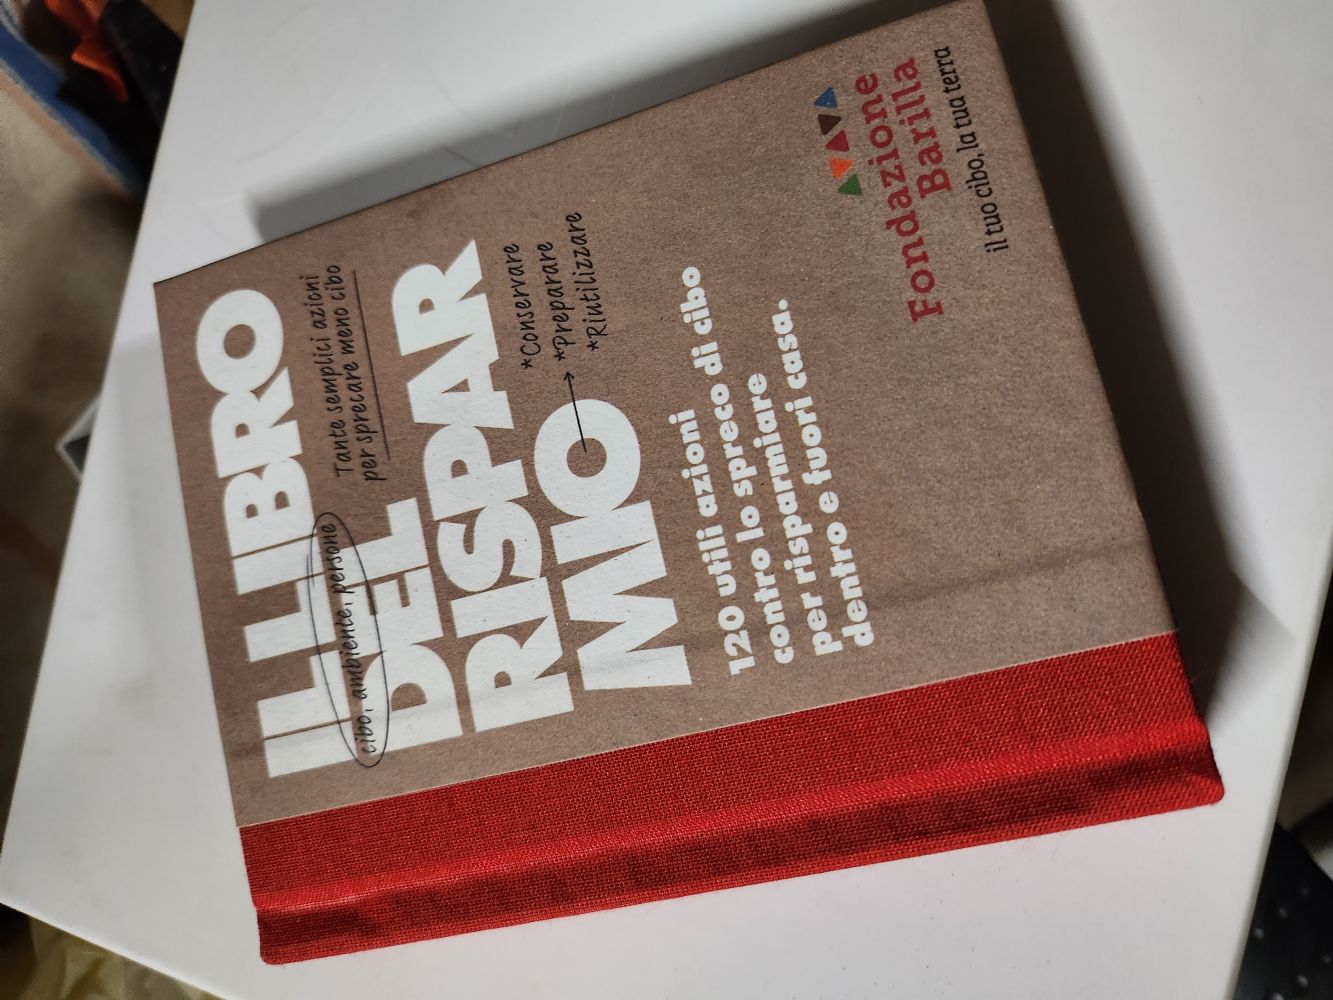 IL LIBRO
cibo, ambiente, persone
Tante semplici azioni
per sprecare meno cibo
DEL
RISPAR
MIO
*Conservare
*Preparare
*Riutilizzare
120 utili azioni
contro lo spreco di cibo
per risparmiare
dentro e fuori casa.
Fondazione
Barilla
il tuo cibo, la tua terra